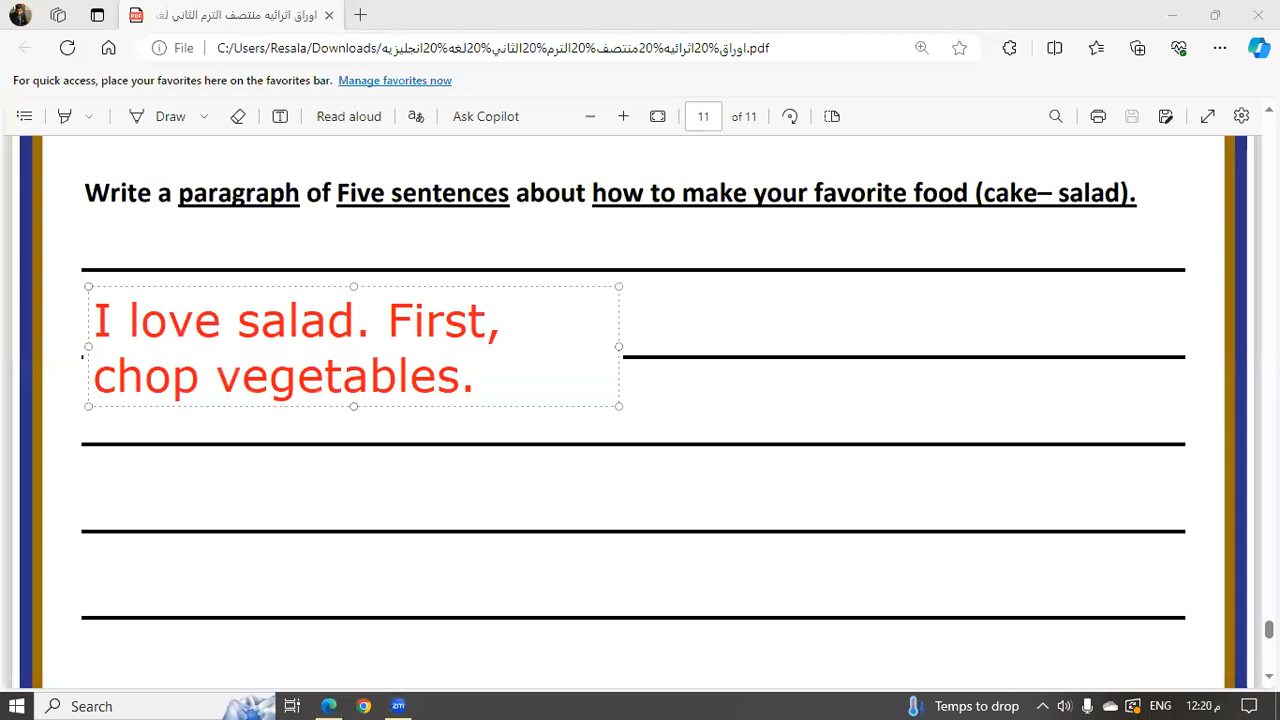 اوراق اثرائيه منتصف الترم الثاني لغ
File
C:/Users/Resala/Downloads/اوراق%20اثرائيه%20منتصف%20الترم%20الثاني%20لغه%20انجليزيه.pdf
For quick access, place your favorites here on the favorites bar. Manage favorites now
Draw
Read aloud
Ask Copilot
11 of 11
Write a paragraph of Five sentences about how to make your favorite food (cake– salad).
I love salad. First,
chop vegetables.
Search
zm
Temps to drop
ENG
12:20 م